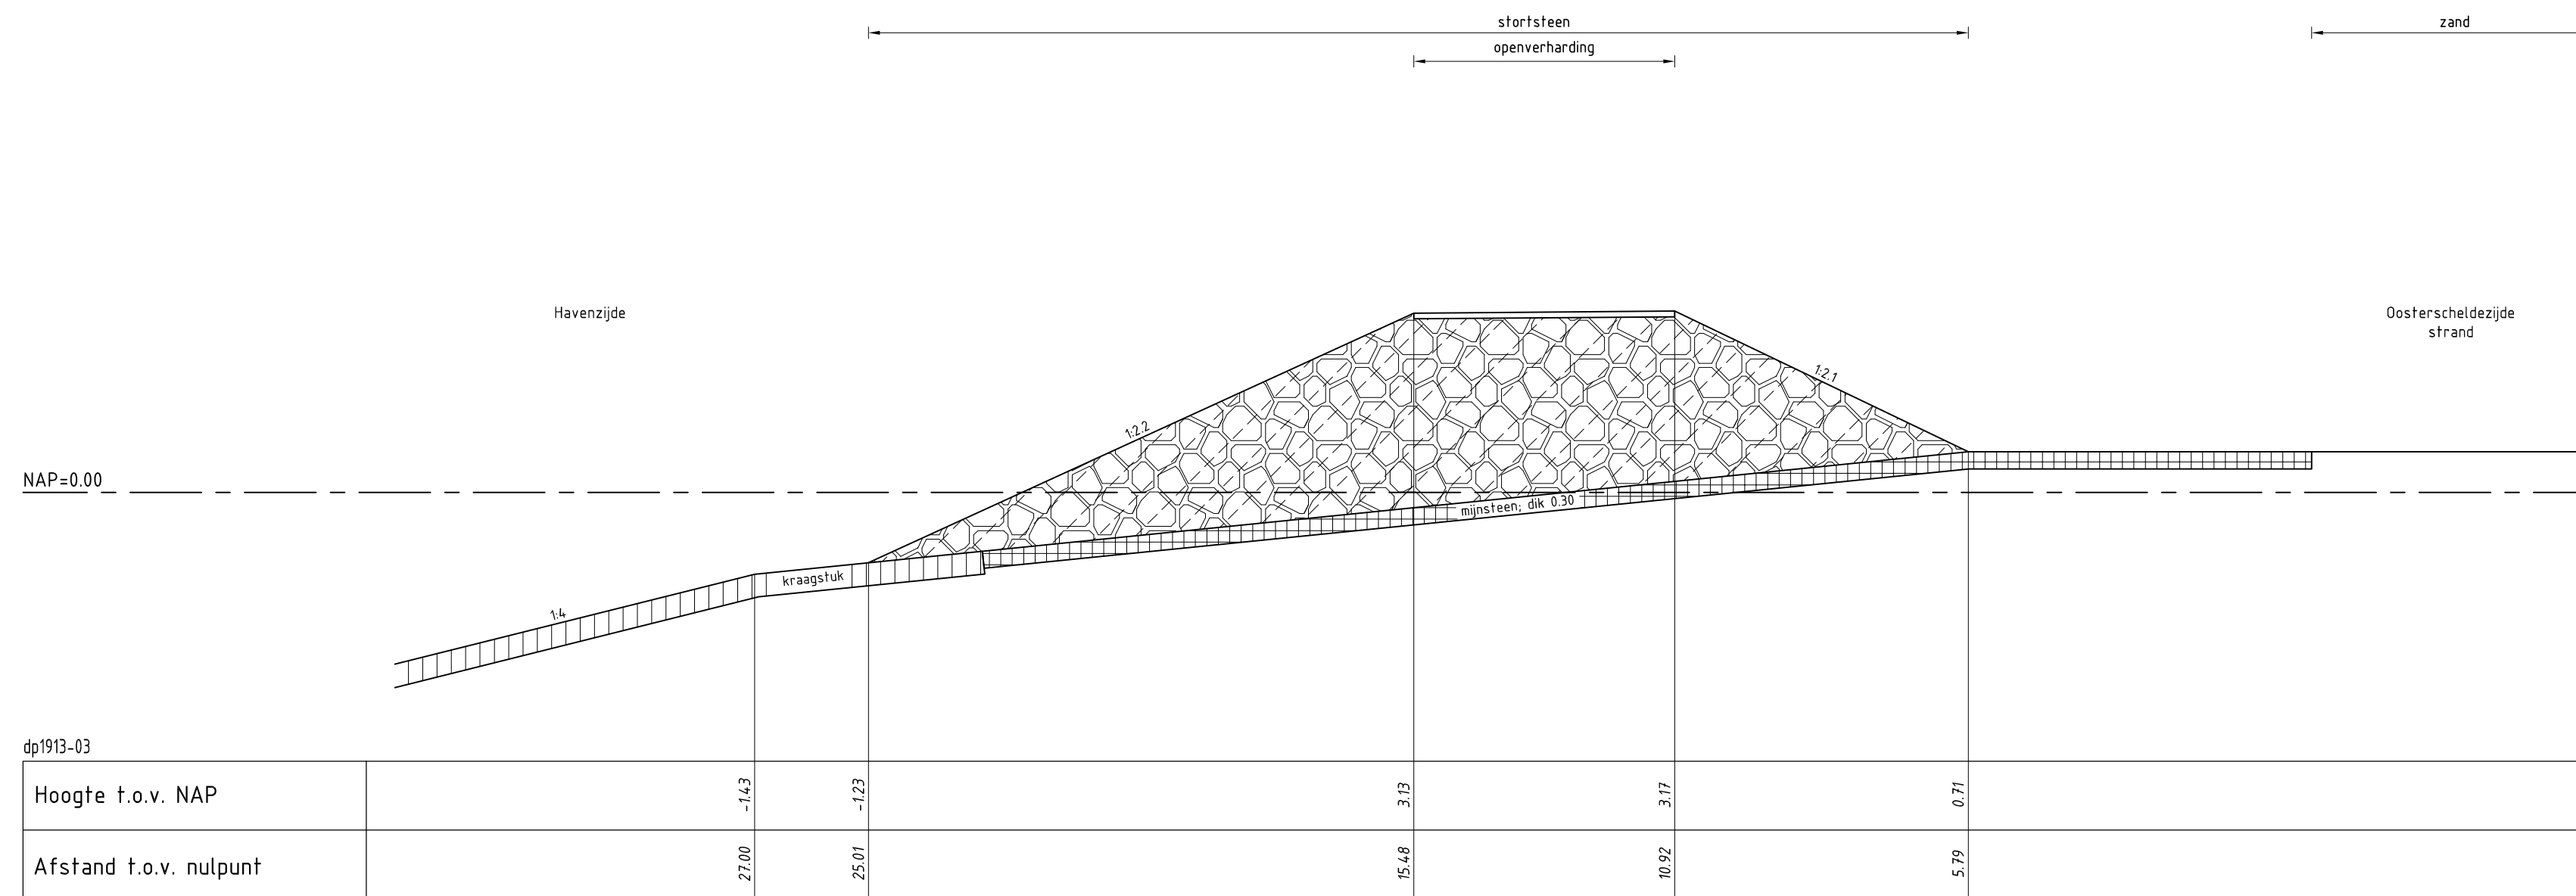 stortsteen
zand
openverharding
Havenzijde
Oosterscheldezijde
strand
1:2.1
1:2.2
NAP=0.00
mijnsteen; dik 0.30
kraagstuk
1:4
dp1913-03
Hoogte t.o.v. NAP -1.43 -1.23 3.13 3.17 0.71
Afstand t.o.v. nulpunt 27.00 25.01 15.48 10.92 5.79